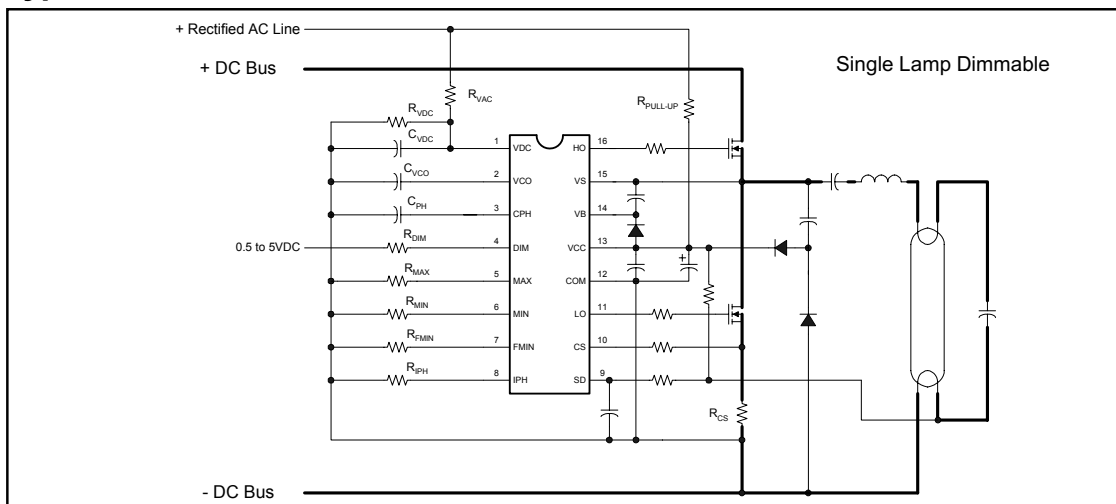 + Rectified AC Line
+ DC Bus
Single Lamp Dimmable
RVAC
RPULL-UP
RVDC
CVDC
1 VDC HO 16
CVCO
2 VCO VS 15
CPH
3 CPH VB 14
0.5 to 5VDC
RDIM
4 DIM VCC 13
+
RMAX
5 MAX COM 12
RMIN
6 MIN LO 11
RFMIN
7 FMIN CS 10
RIPH
8 IPH SD 9
RCS
- DC Bus